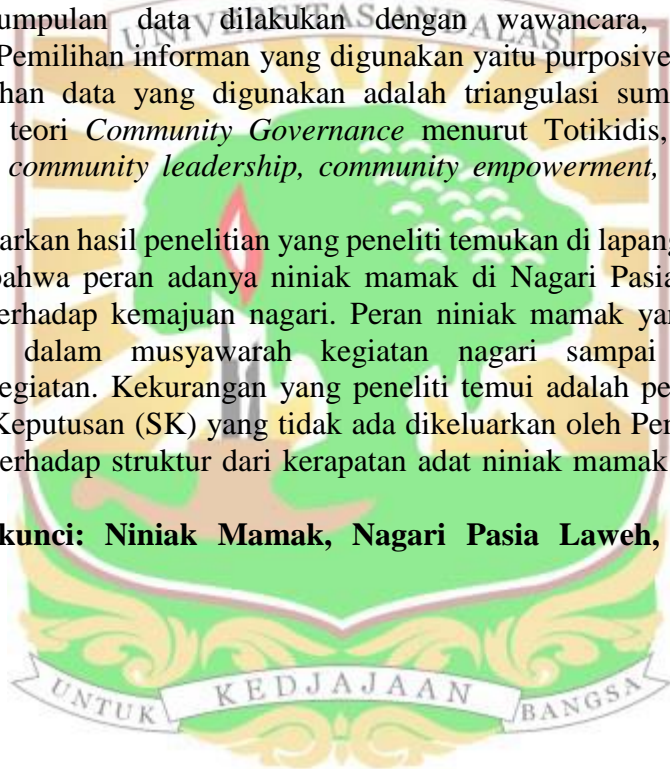 umpulan data dilakukan dengan wawancara,
UNIVERSITAS ANDALAS
Pemilihan informan yang digunakan yaitu purposive
han data yang digunakan adalah triangulasi sum
teori Community Governance menurut Totikidis,
community leadership, community empowerment,
arkan hasil penelitian yang peneliti temukan di lapang
bahwa peran adanya niniak mamak di Nagari Pasia
erhadap kemajuan nagari. Peran niniak mamak yan
dalam musyawarah kegiatan nagari sampai
egiatan. Kekurangan yang peneliti temui adalah pe
Keputusan (SK) yang tidak ada dikeluarkan oleh Pem
erhadap struktur dari kerapatan adat niniak mamak
kunci: Niniak Mamak, Nagari Pasia Laweh,
UNTUK KEDJAJAAN BANGSA